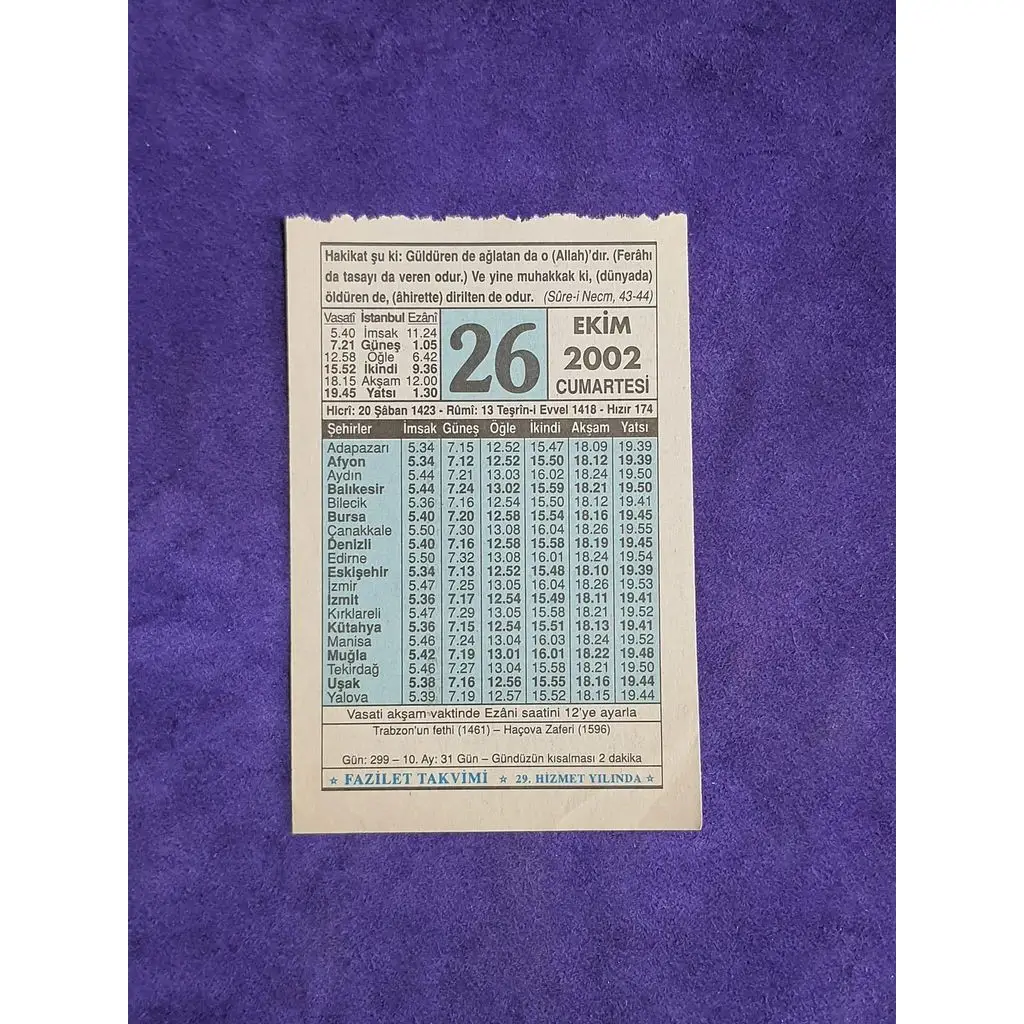 Hakikat şu ki: Güldüren de ağlatan da o (Allah)'dır. (Ferâhı
da tasayı da veren odur.) Ve yine muhakkak ki, (dünyada)
öldüren de, (âhirette) dirilten de odur. (Sûre-i Necm, 43-44)
Vasatî İstanbul Ezânî
5.40 İmsak 11.24
7.21 Güneş 1.05
12.58 Öğle 6.42
15.52 İkindi 9.36
18.15 Akşam 12.00
19.45 Yatsı 1.30
26
EKİM
2002
CUMARTESİ
Hicrî: 20 Şâban 1423 - Rûmî: 13 Teşrîn-i Evvel 1418 - Hızır 174
Şehirler İmsak Güneş Öğle İkindi Akşam Yatsı
Adapazarı 5.34 7.15 12.52 15.47 18.09 19.39
Afyon 5.34 7.12 12.52 15.50 18.12 19.39
Aydın 5.44 7.21 13.03 16.02 18.24 19.50
Balıkesir 5.44 7.24 13.02 15.59 18.21 19.50
Bilecik 5.36 7.16 12.54 15.50 18.12 19.41
Bursa 5.40 7.20 12.58 15.54 18.16 19.45
Çanakkale 5.50 7.30 13.08 16.04 18.26 19.55
Denizli 5.40 7.16 12.58 15.58 18.19 19.45
Edirne 5.50 7.32 13.08 16.01 18.24 19.54
Eskişehir 5.34 7.13 12.52 15.48 18.10 19.39
İzmir 5.47 7.25 13.05 16.04 18.26 19.53
İzmit 5.36 7.17 12.54 15.49 18.11 19.41
Kırklareli 5.47 7.29 13.05 15.58 18.21 19.52
Kütahya 5.36 7.15 12.54 15.51 18.13 19.41
Manisa 5.46 7.24 13.04 16.03 18.24 19.52
Muğla 5.42 7.19 13.01 16.01 18.22 19.48
Tekirdağ 5.46 7.27 13.04 15.58 18.21 19.50
Uşak 5.38 7.16 12.56 15.55 18.16 19.44
Yalova 5.39 7.19 12.57 15.52 18.15 19.44
Vasati akşam vaktinde Ezâni saatini 12'ye ayarla
Trabzon'un fethi (1461) – Haçova Zaferi (1596)
Gün: 299 – 10. Ay: 31 Gün – Gündüzün kısalması 2 dakika
☆ FAZİLET TAKVİMİ ☆ 29. HİZMET YILINDA ☆